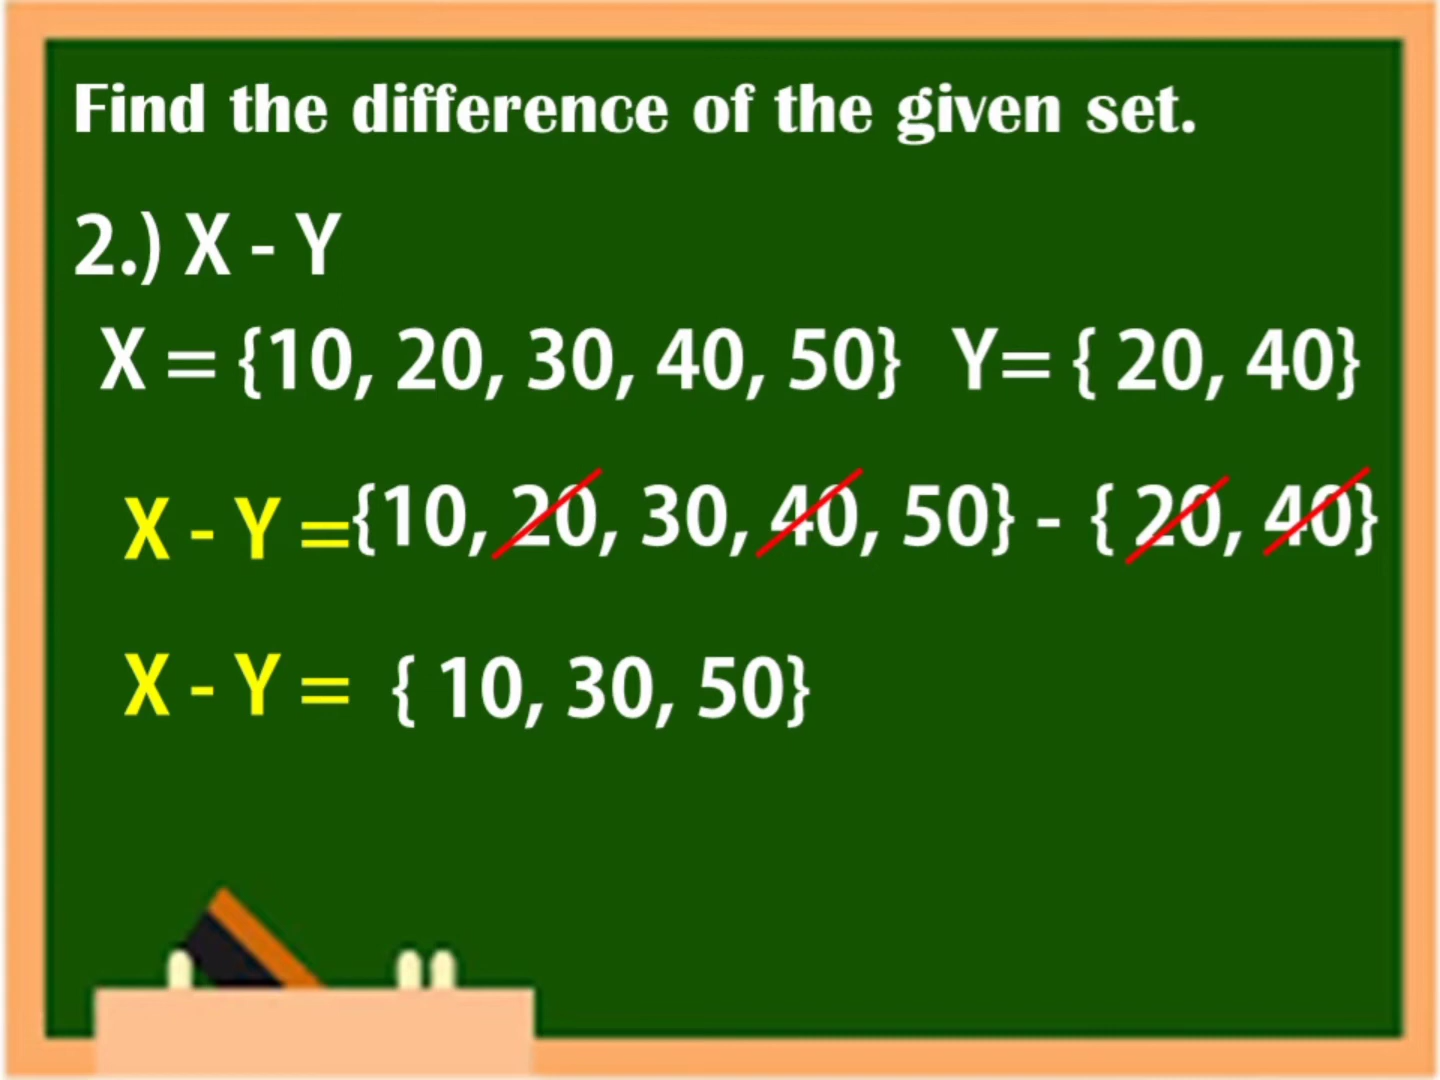 Find the difference of the given set.
2.) X - Y
X = {10, 20, 30, 40, 50} Y= { 20, 40}
X - Y ={10, 20, 30, 40, 50} - { 20, 40}
X - Y = { 10, 30, 50}